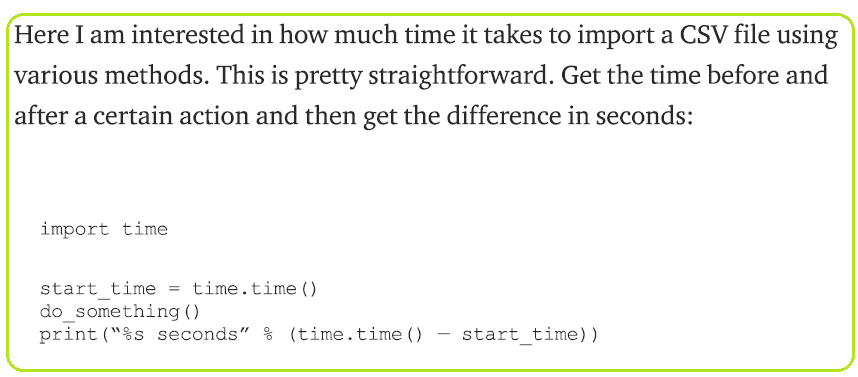 Here I am interested in how much time it takes to import a CSV file using
various methods. This is pretty straightforward. Get the time before and
after a certain action and then get the difference in seconds:
import time
start_time = time.time()
do_something()
print(“%s seconds” % (time.time() — start_time))